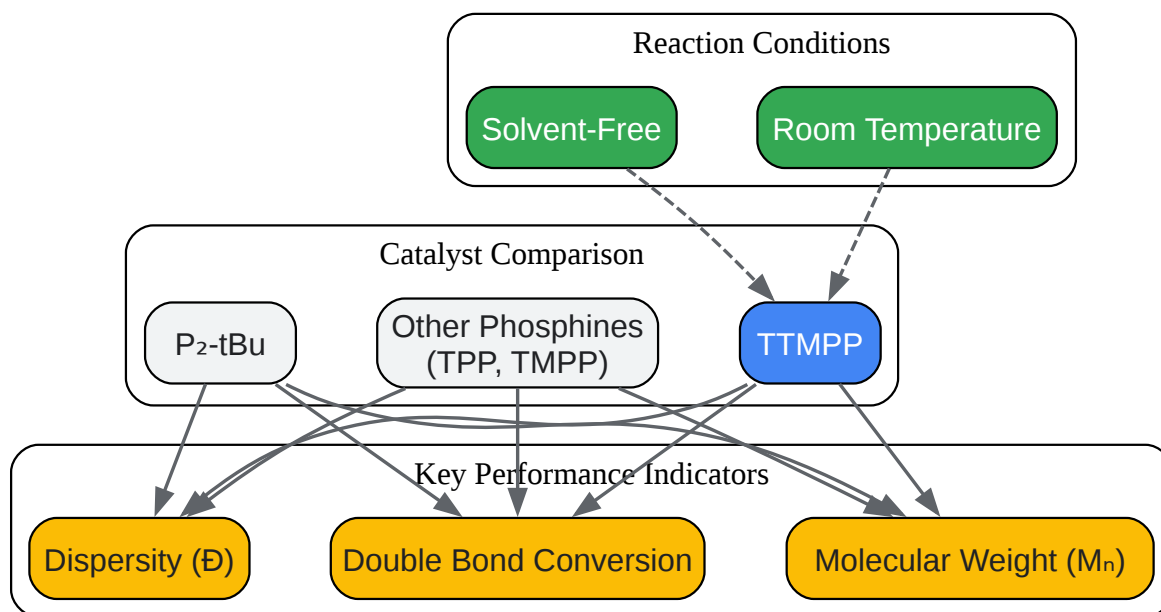 Reaction Conditions
Solvent-Free
Room Temperature
Catalyst Comparison
P₂-tBu
Other Phosphines
(TPP, TMPP)
TTMPP
Key Performance Indicators
Dispersity (Đ)
Double Bond Conversion
Molecular Weight (Mₙ)